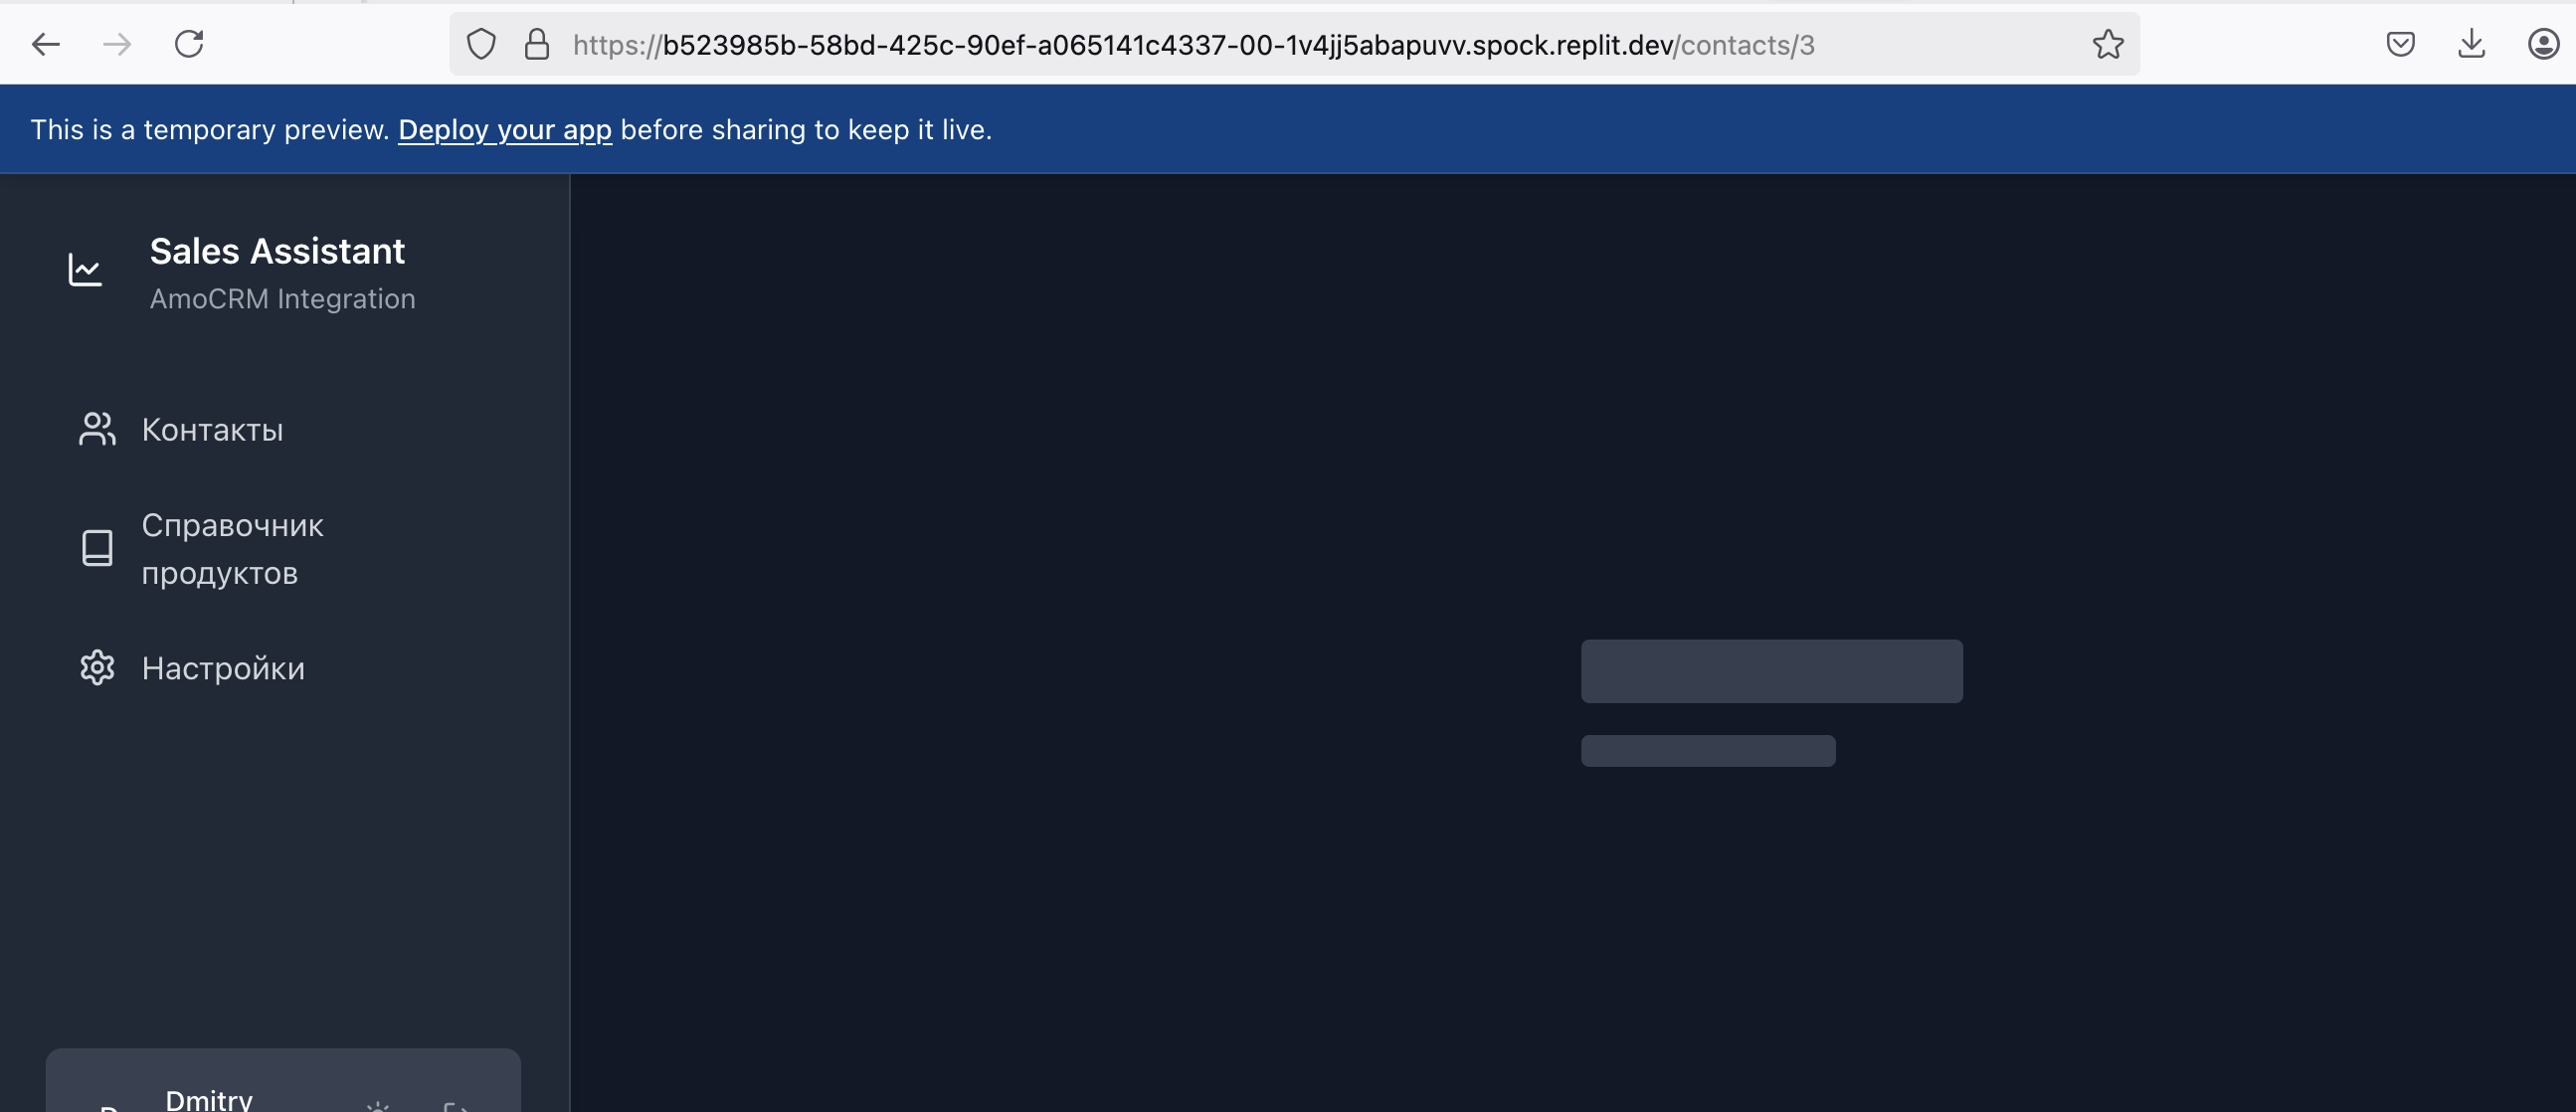 https://b523985b-58bd-425c-90ef-a065141c4337-00-1v4jj5abapuvv.spock.replit.dev/contacts/3
This is a temporary preview. Deploy your app before sharing to keep it live.
Sales Assistant
AmoCRM Integration
Контакты
Справочник
продуктов
Настройки
Dmitry